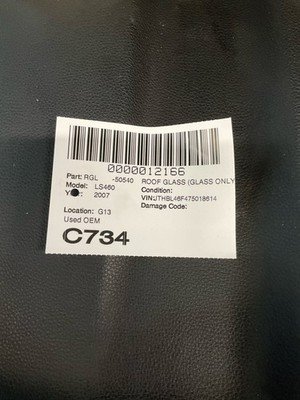 0000012166
Part: RGL -50540 ROOF GLASS (GLASS ONLY
Model: LS460 Condition:
2007 VIN:JTHBL46F475018614
Location: G13 Damage Code:
Used OEM
C734